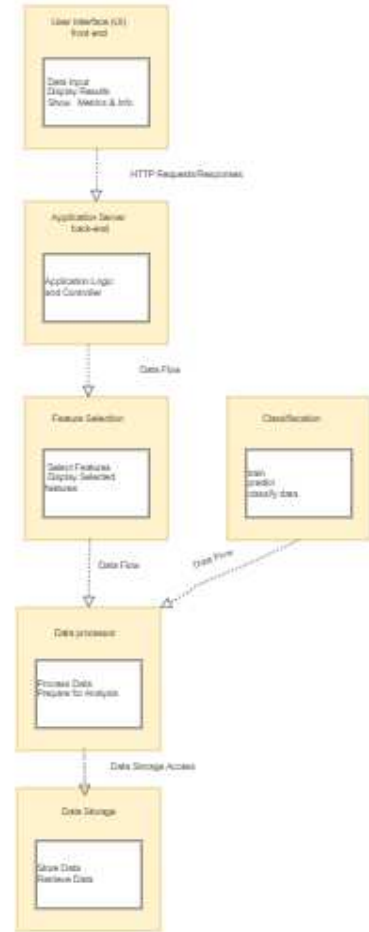 User Interface (UI)
front-end
Data Input
Display Results
Show Metrics & Info
HTTP Requests/Responses
Application Server
back-end
Application Logic
and Controller
Data Flow
Feature Selection
Select Features
Display Selected
features
Classification
train
predict
classify data
Data Flow
Data Flow
Data processor
Process Data
Prepare for Analysis
Data Storage Access
Data Storage
Store Data
Retrieve Data